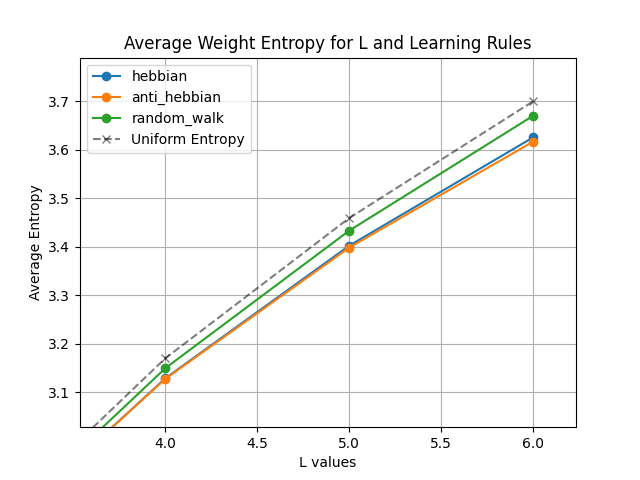 Average Weight Entropy for L and Learning Rules
hebbian
anti_hebbian
random_walk
Uniform Entropy
Average Entropy
3.7
3.6
3.5
3.4
3.3
3.2
3.1
4.0 4.5 5.0 5.5 6.0
L values